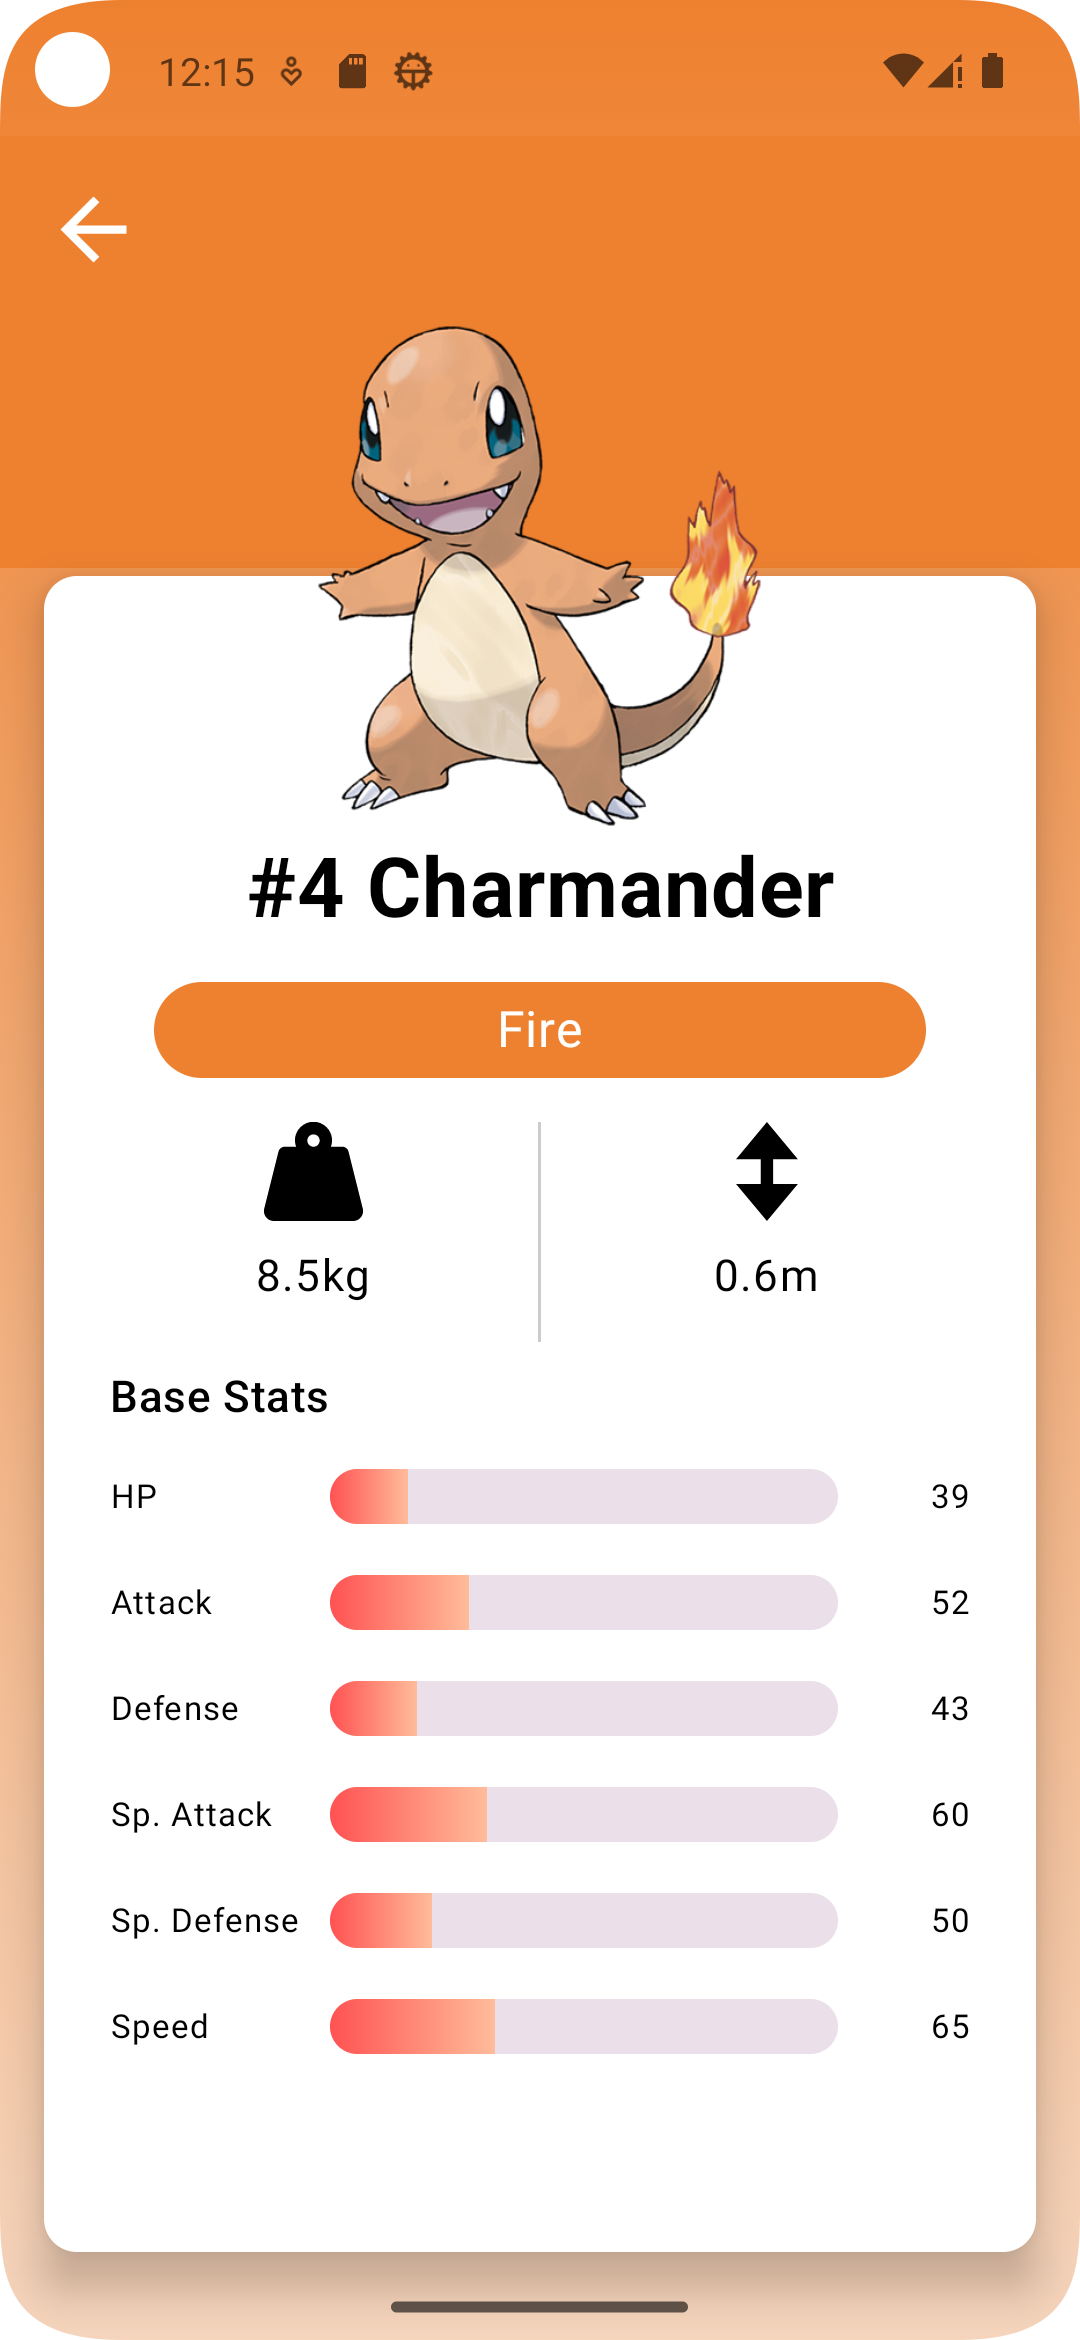 12:15
#4 Charmander
Fire
8.5kg
0.6m
Base Stats
HP 39
Attack 52
Defense 43
Sp. Attack 60
Sp. Defense 50
Speed 65